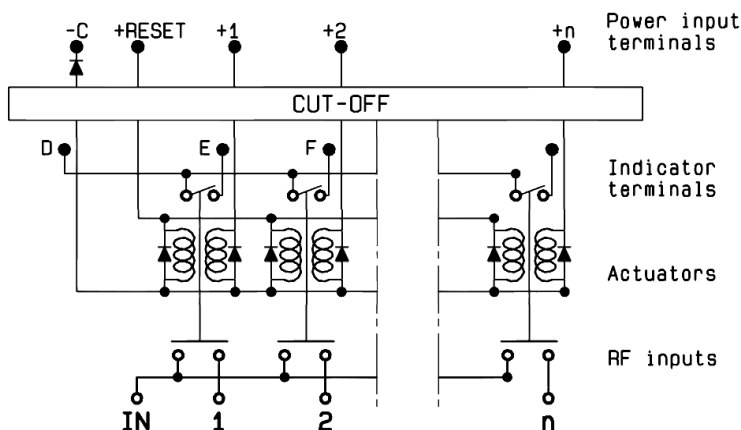 -C +RESET +1 +2 +n
Power input
terminals
CUT-OFF
D E F
Indicator
terminals
Actuators
RF inputs
IN 1 2 n